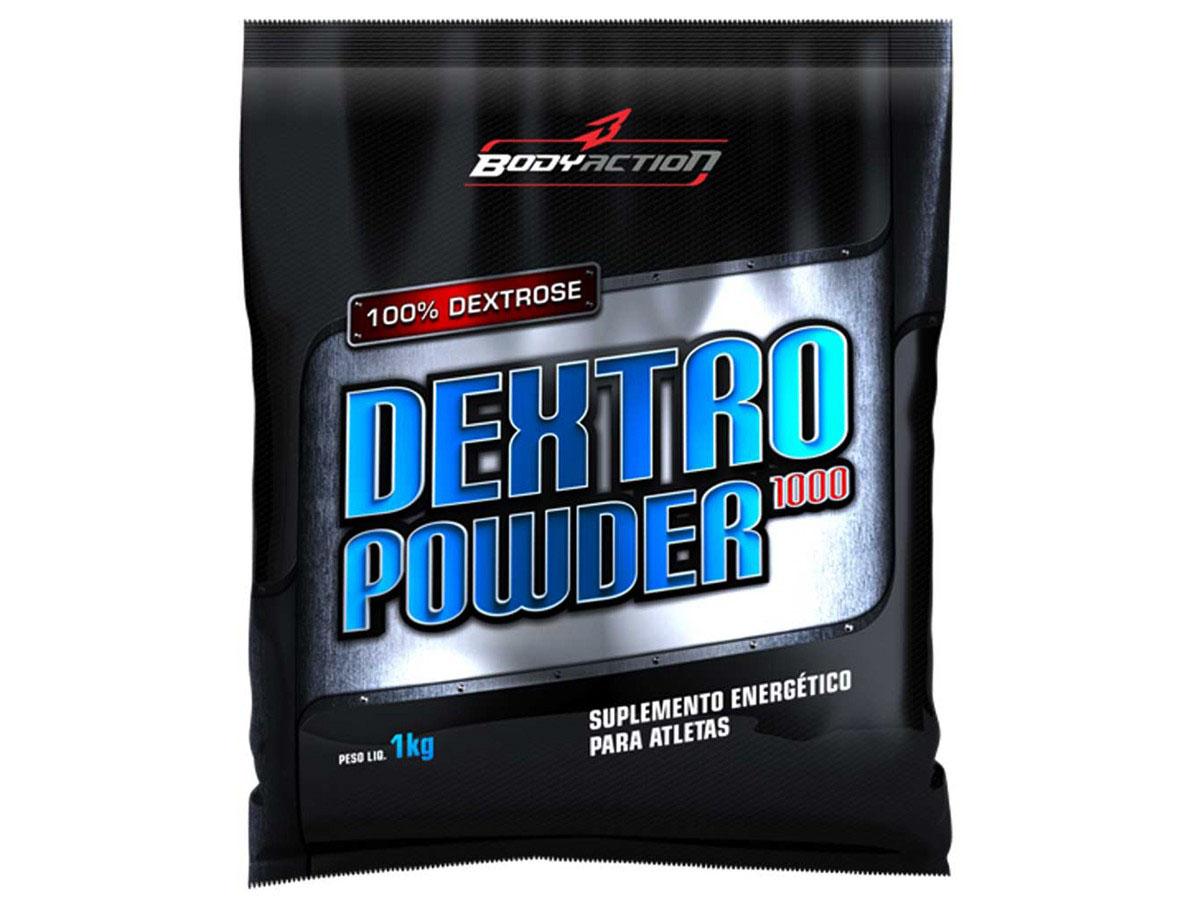 BODYACTION
100% DEXTROSE
DEXTRO
POWDER 1000
SUPLEMENTO ENERGÉTICO
PARA ATLETAS
PESO LIQ. 1kg